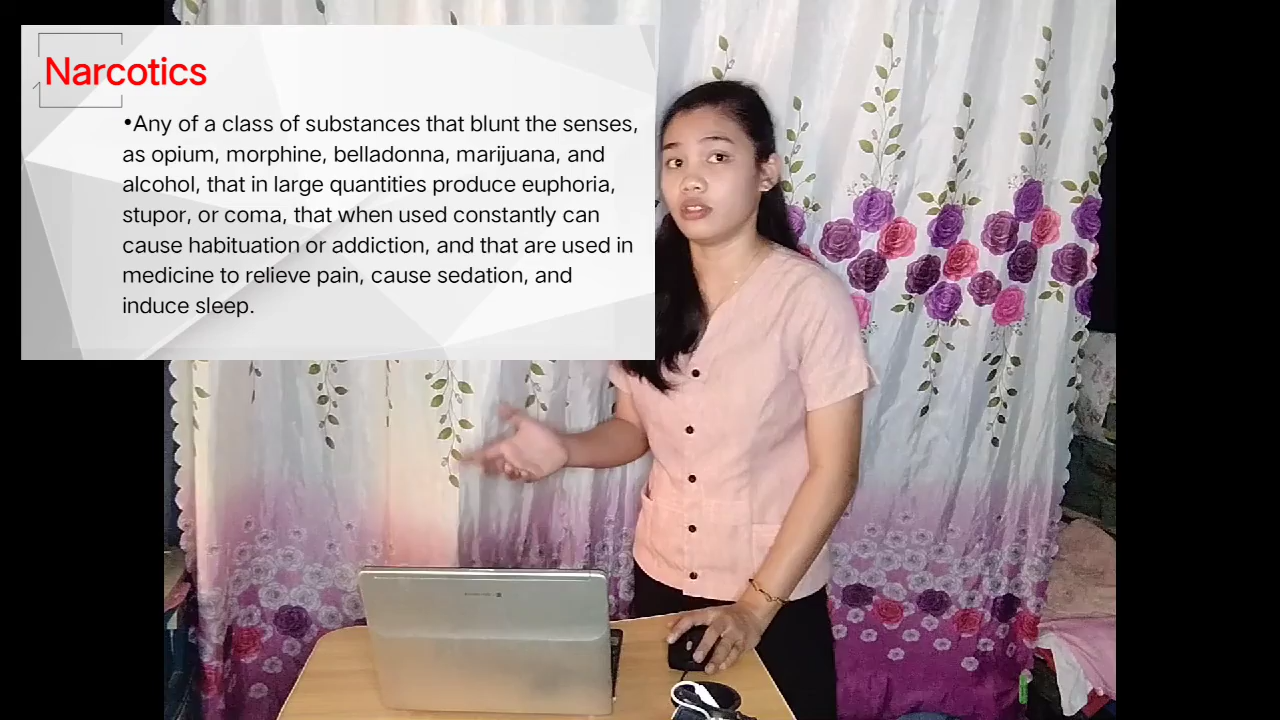 Narcotics
•Any of a class of substances that blunt the senses,
as opium, morphine, belladonna, marijuana, and
alcohol, that in large quantities produce euphoria,
stupor, or coma, that when used constantly can
cause habituation or addiction, and that are used in
medicine to relieve pain, cause sedation, and
induce sleep.